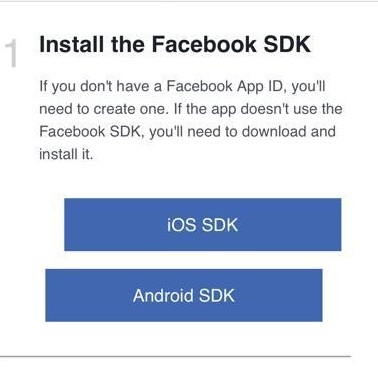 1 Install the Facebook SDK
If you don't have a Facebook App ID, you'll
need to create one. If the app doesn't use the
Facebook SDK, you'll need to download and
install it.
iOS SDK
Android SDK